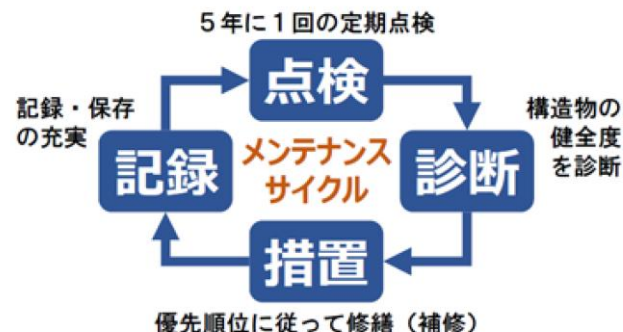 5年に1回の定期点検
点検
記録・保存
の充実
構造物の
健全度
を診断
記録
メンテナンス
サイクル
診断
措置
優先順位に従って修繕（補修）